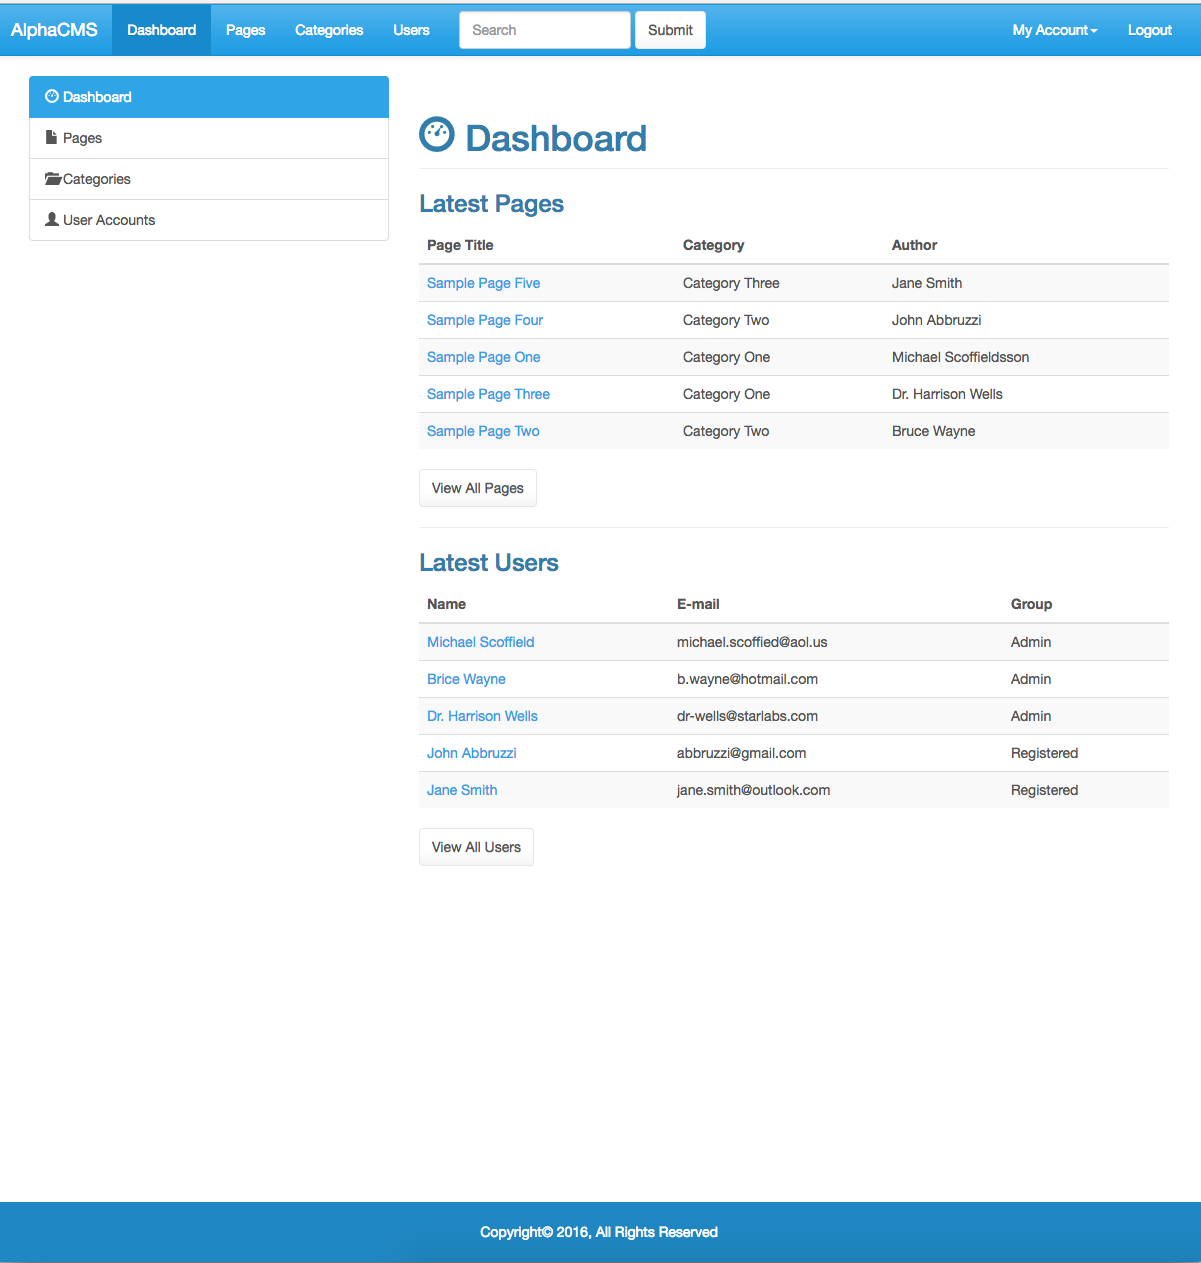 AlphaCMS Dashboard Pages Categories Users Search Submit My Account Logout
Dashboard
Pages
Categories
User Accounts
Dashboard
Latest Pages
Page Title Category Author
Sample Page Five Category Three Jane Smith
Sample Page Four Category Two John Abbruzzi
Sample Page One Category One Michael Scoffieldsson
Sample Page Three Category One Dr. Harrison Wells
Sample Page Two Category Two Bruce Wayne
View All Pages
Latest Users
Name E-mail Group
Michael Scoffield michael.scoffied@aol.us Admin
Brice Wayne b.wayne@hotmail.com Admin
Dr. Harrison Wells dr-wells@starlabs.com Admin
John Abbruzzi abbruzzi@gmail.com Registered
Jane Smith jane.smith@outlook.com Registered
View All Users
Copyright© 2016, All Rights Reserved